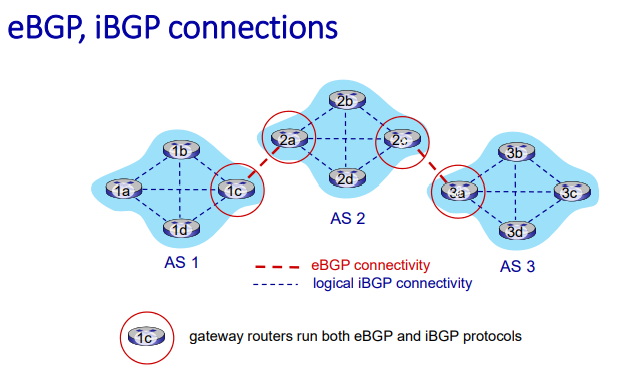 eBGP, iBGP connections
2b
2a
2c
2d
1b
1a
1c
1d
3b
3a
3c
3d
AS 2
AS 1
AS 3
eBGP connectivity
logical iBGP connectivity
1c
gateway routers run both eBGP and iBGP protocols